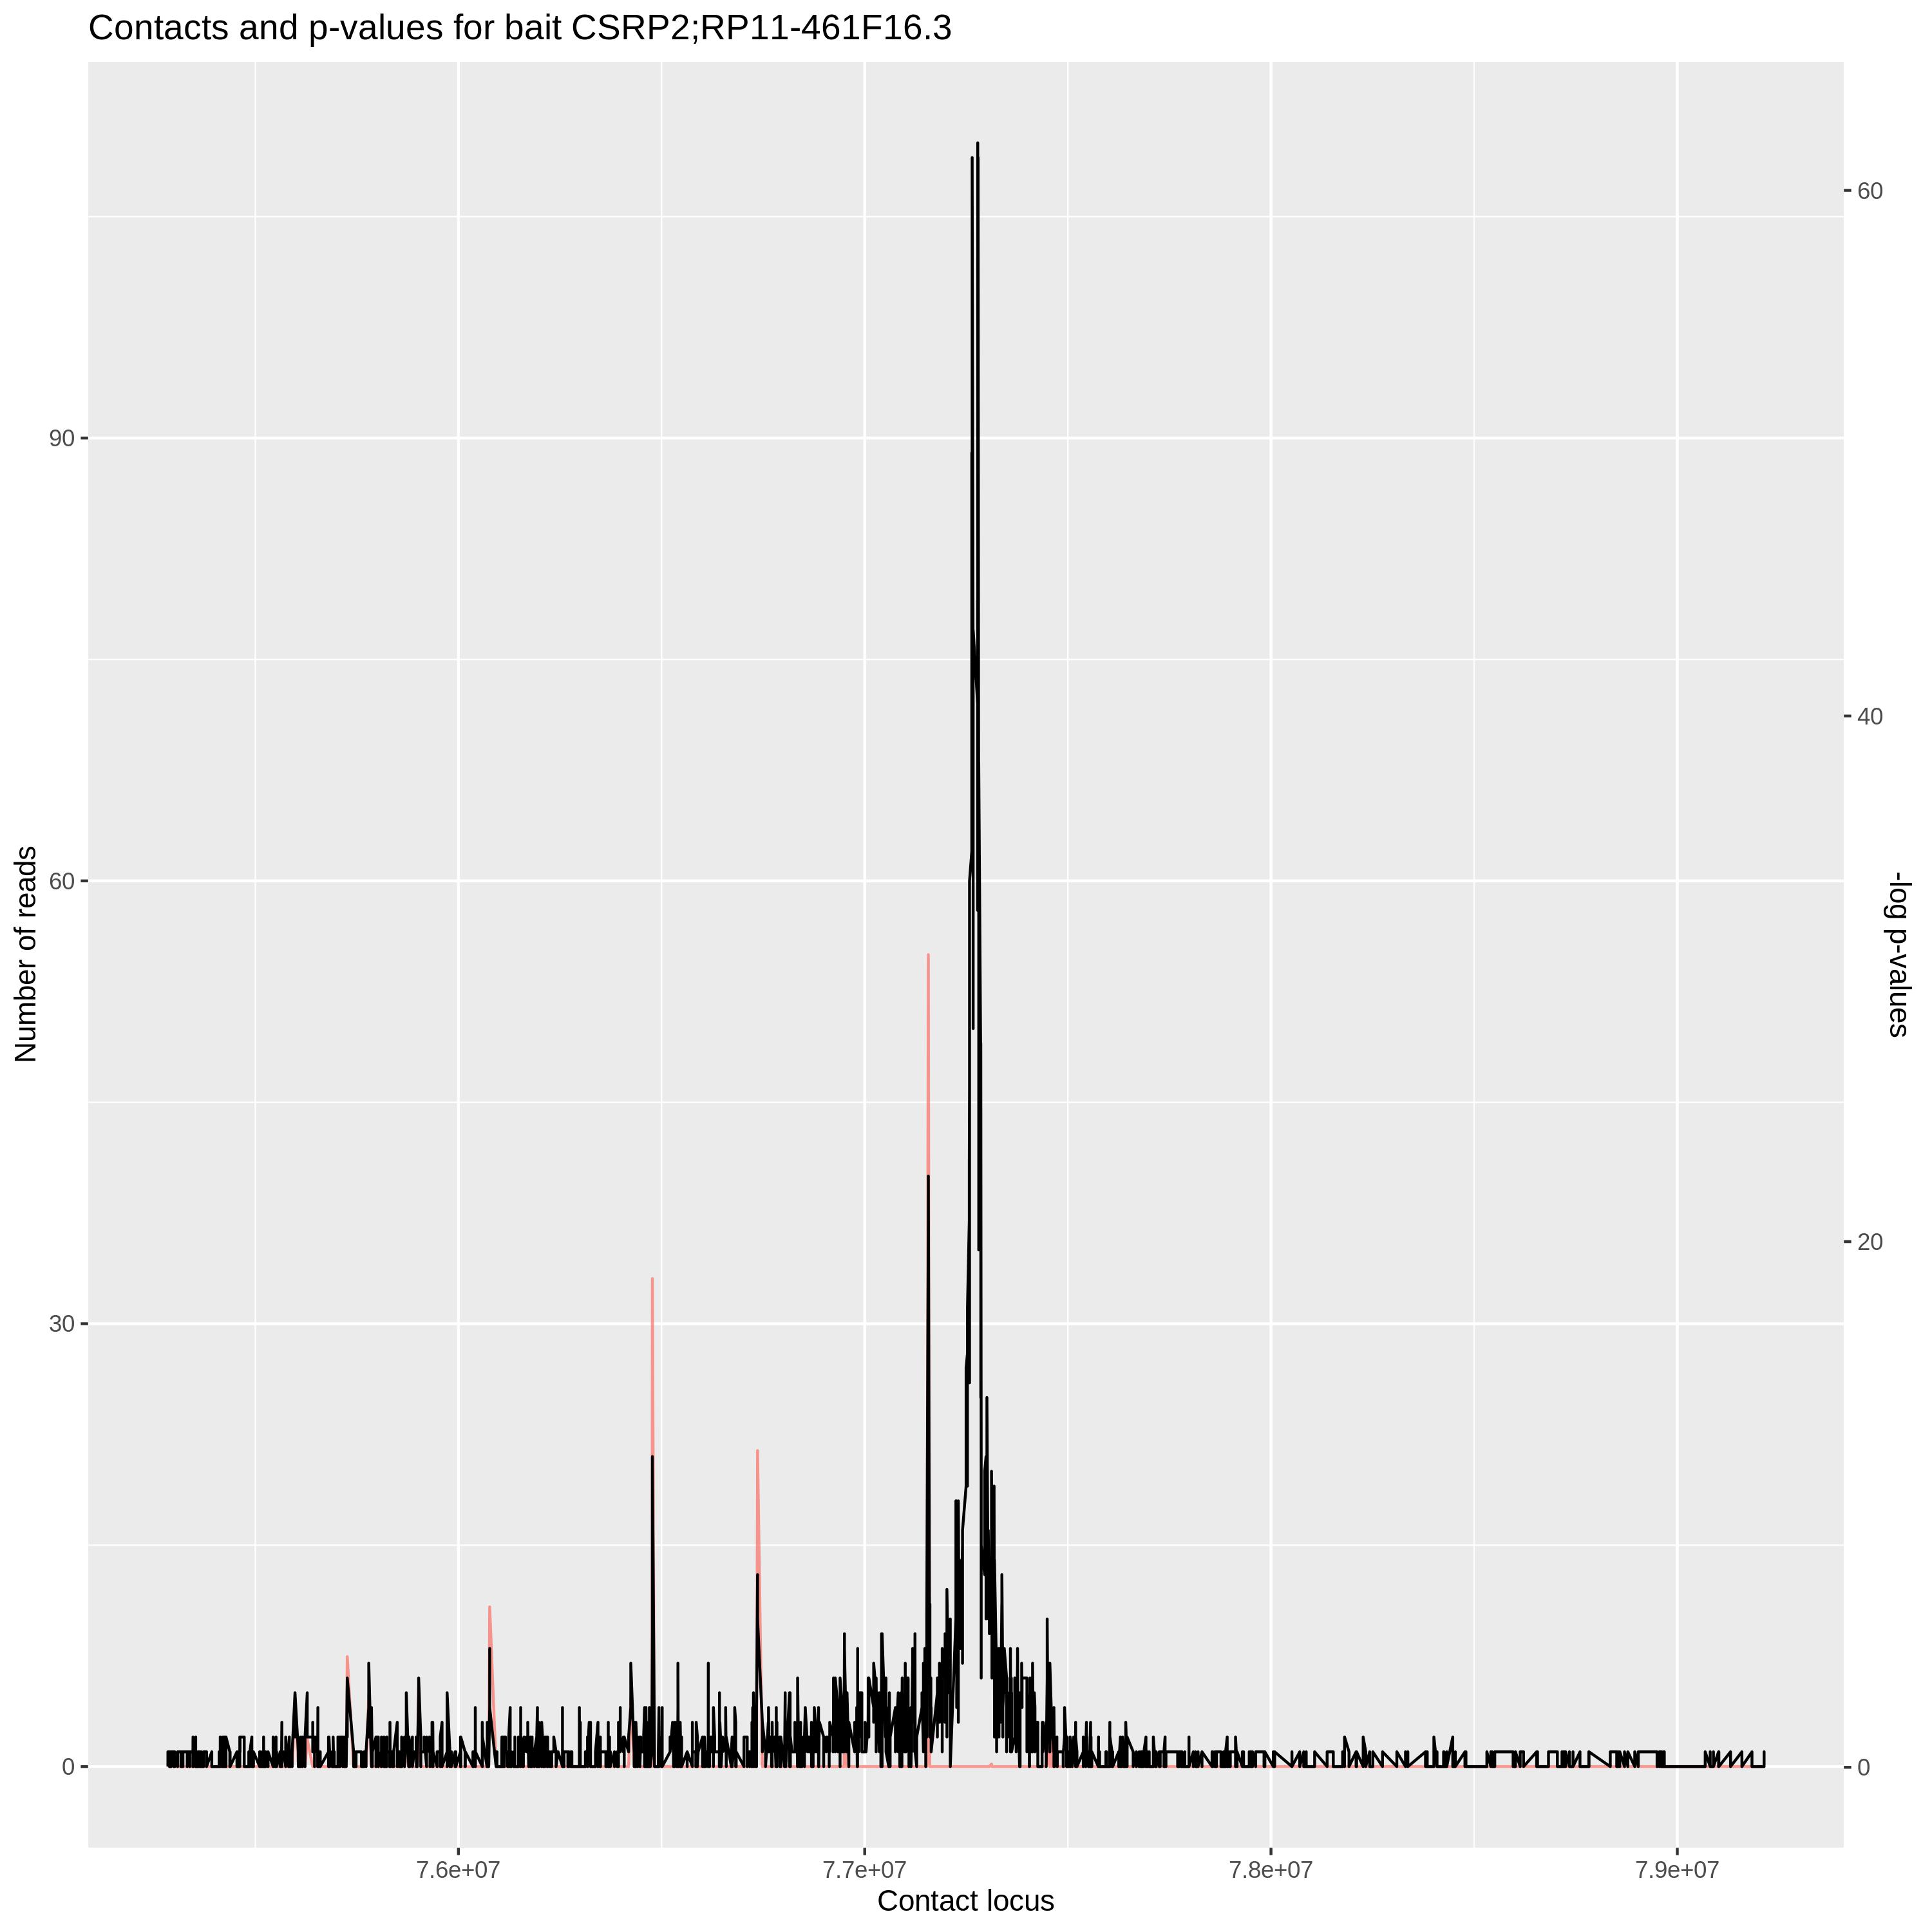 Contacts and p-values for bait CSRP2;RP11-461F16.3
Number of reads
90
60
30
0
60
40
20
0
-log p-values
7.6e+07 7.7e+07 7.8e+07 7.9e+07
Contact locus